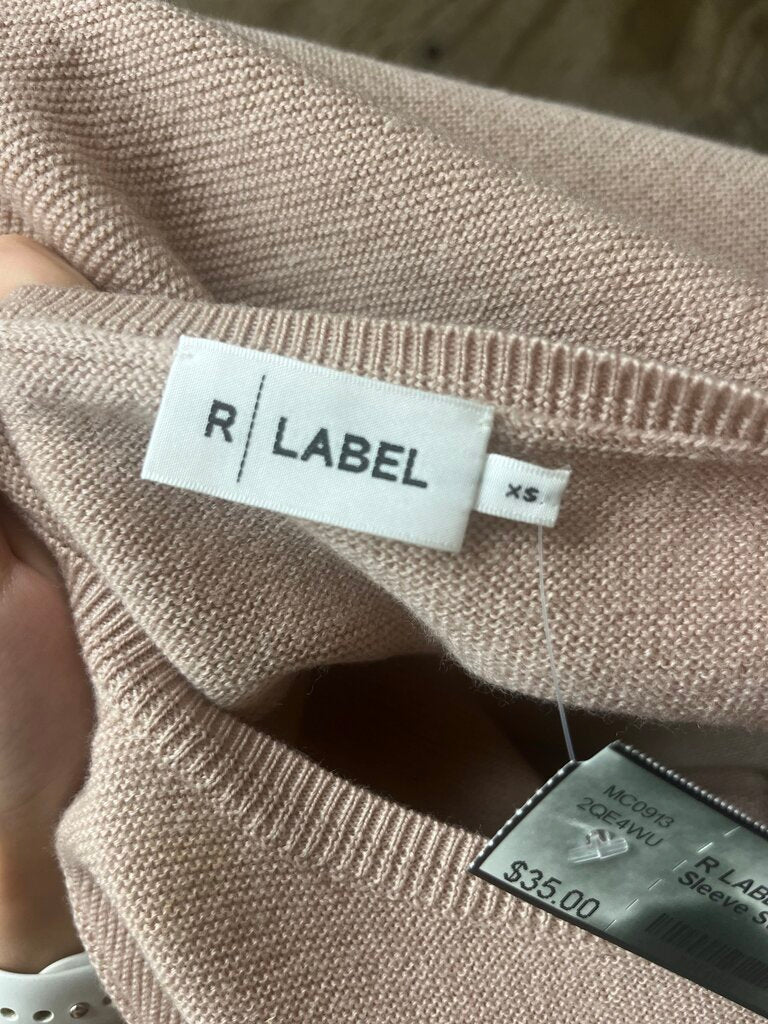 R LABEL
XS
MC0913
2QE4WU
$35.00
R LABE
Sleeve S